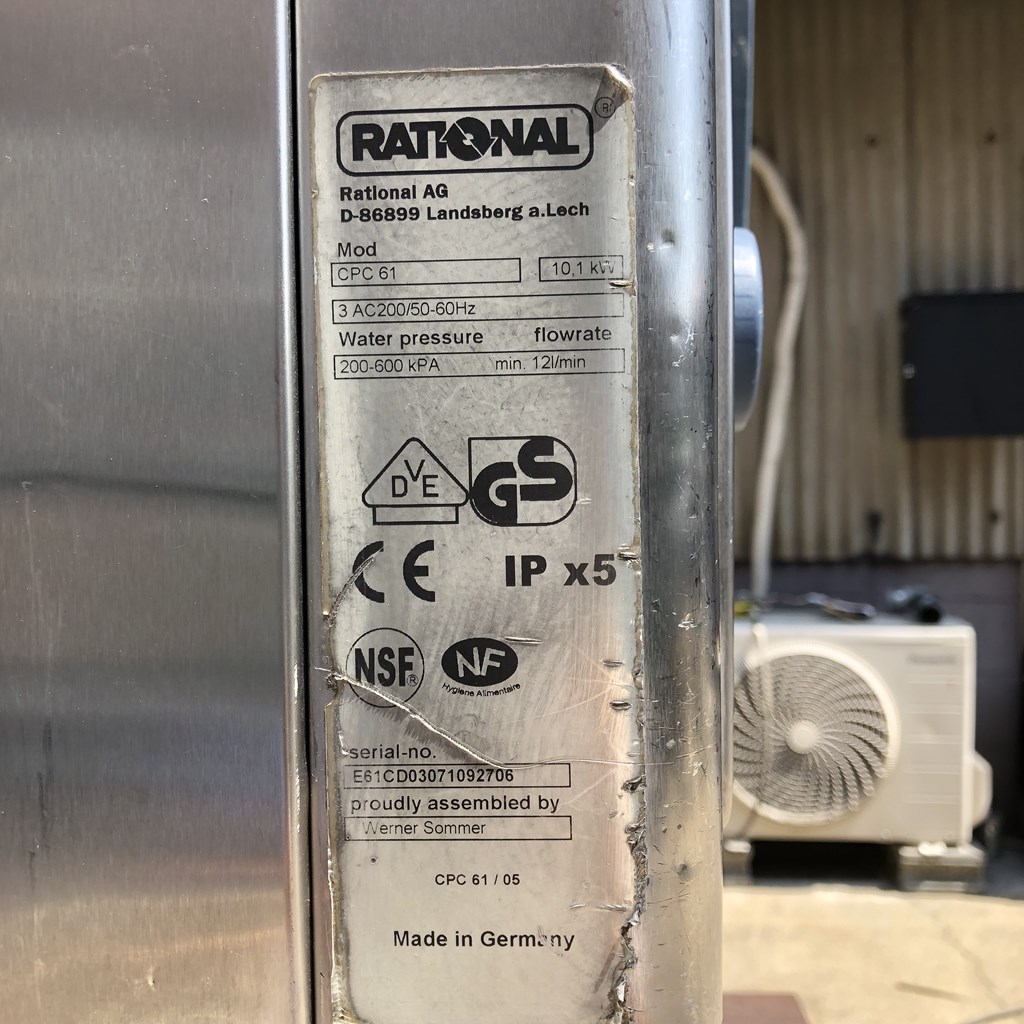 RATIONAL ®
Rational AG
D-86899 Landsberg a.Lech
Mod
CPC 61 10,1 kW
3 AC200/50-60Hz
Water pressure flowrate
200-600 kPA min. 12l/min
DVE GS
CE IP x5
NSF® NF
Hygiene Alimentaire
serial-no.
E61CD03071092706
proudly assembled by
Werner Sommer
CPC 61 / 05
Made in Germany